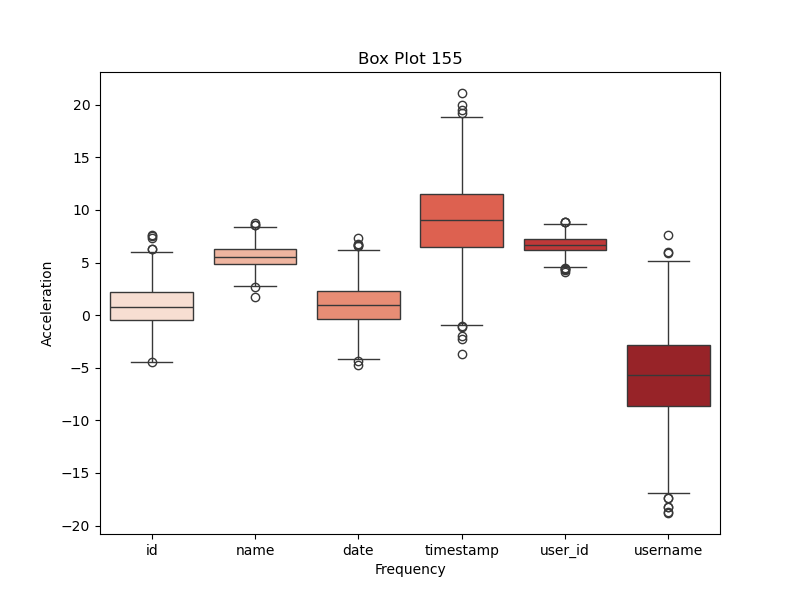 Box Plot 155
Acceleration
20
15
10
5
0
−5
−10
−15
−20
id name date timestamp user_id username
Frequency